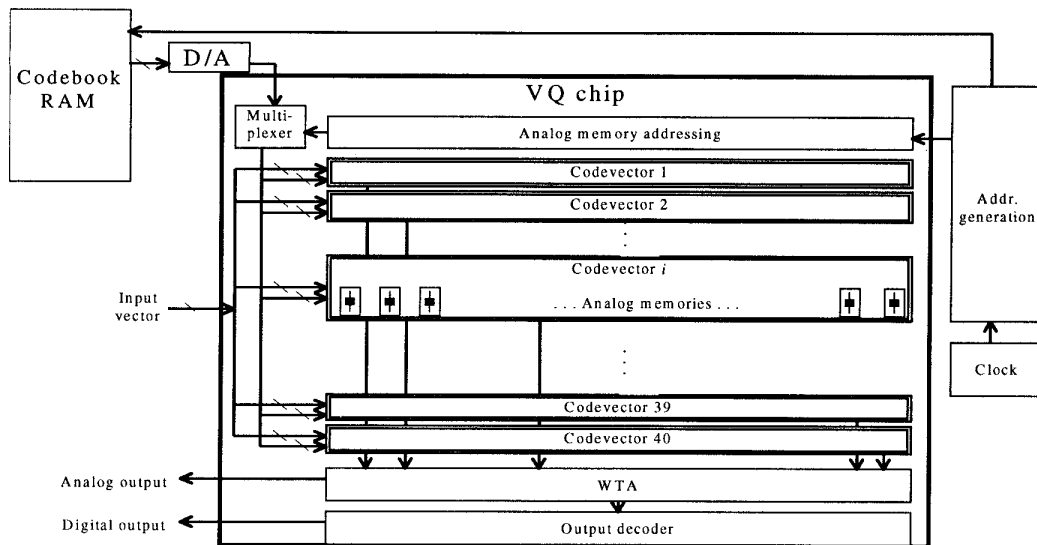 Codebook
RAM
D/A
VQ chip
Multi-
plexer
Analog memory addressing
Codevector 1
Codevector 2
Addr.
generation
Codevector i
. . . Analog memories . . .
Input
vector
Clock
Codevector 39
Codevector 40
Analog output
WTA
Digital output
Output decoder